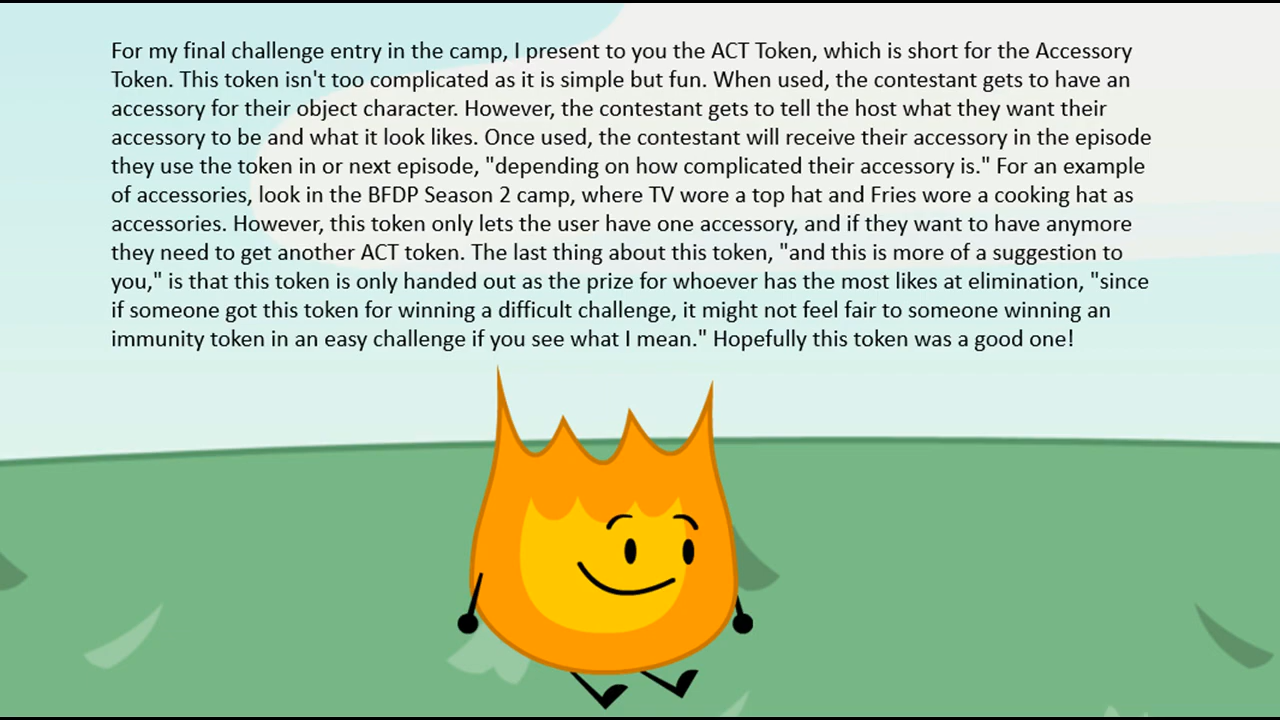 For my final challenge entry in the camp, I present to you the ACT Token, which is short for the Accessory
Token. This token isn't too complicated as it is simple but fun. When used, the contestant gets to have an
accessory for their object character. However, the contestant gets to tell the host what they want their
accessory to be and what it look likes. Once used, the contestant will receive their accessory in the episode
they use the token in or next episode, "depending on how complicated their accessory is." For an example
of accessories, look in the BFDP Season 2 camp, where TV wore a top hat and Fries wore a cooking hat as
accessories. However, this token only lets the user have one accessory, and if they want to have anymore
they need to get another ACT token. The last thing about this token, "and this is more of a suggestion to
you," is that this token is only handed out as the prize for whoever has the most likes at elimination, "since
if someone got this token for winning a difficult challenge, it might not feel fair to someone winning an
immunity token in an easy challenge if you see what I mean." Hopefully this token was a good one!